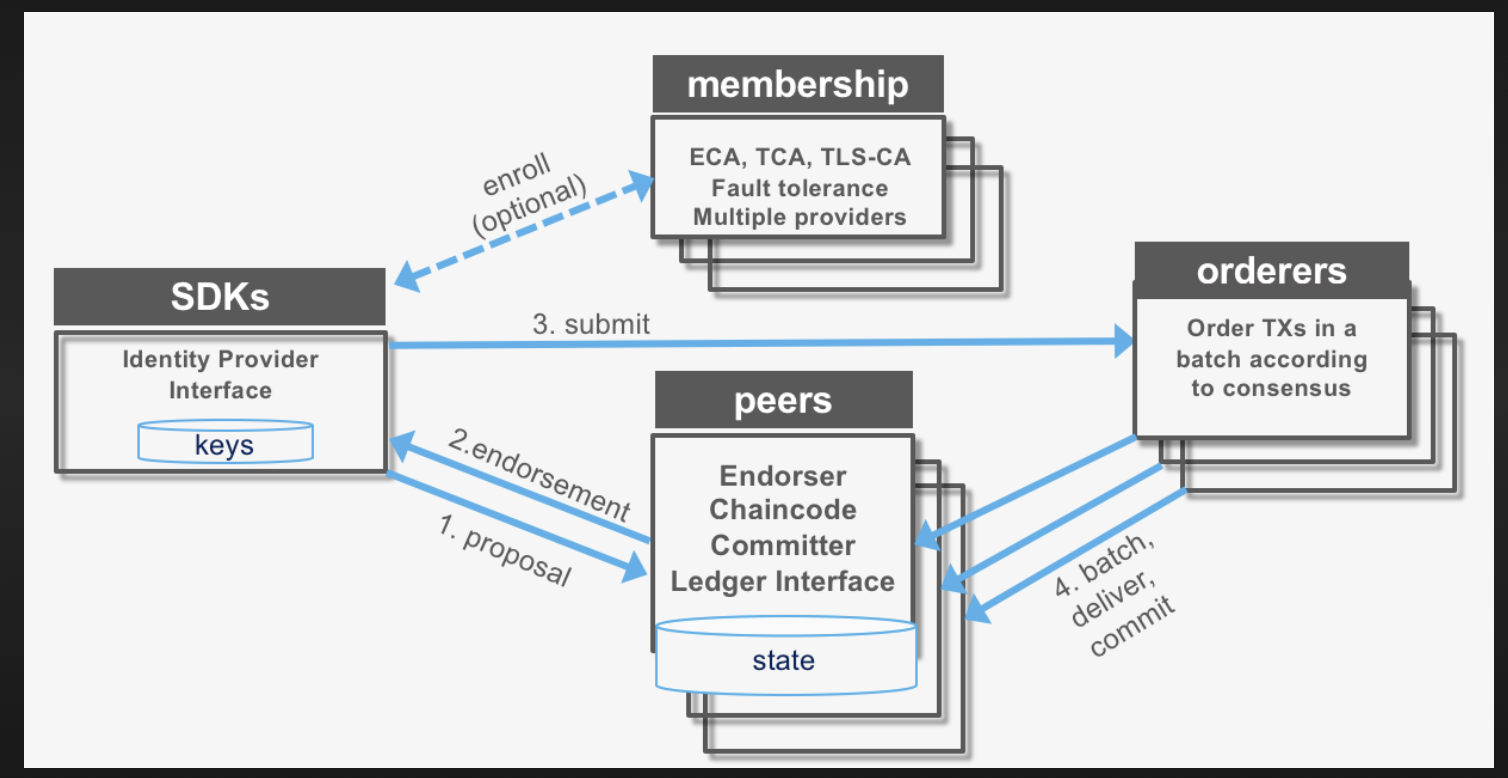 membership
ECA, TCA, TLS-CA
Fault tolerance
Multiple providers
enroll
(optional)
SDKs
Identity Provider
Interface
keys
3. submit
orderers
Order TXs in a
batch according
to consensus
peers
Endorser
Chaincode
Committer
Ledger Interface
state
2.endorsement
1. proposal
4. batch,
deliver,
commit